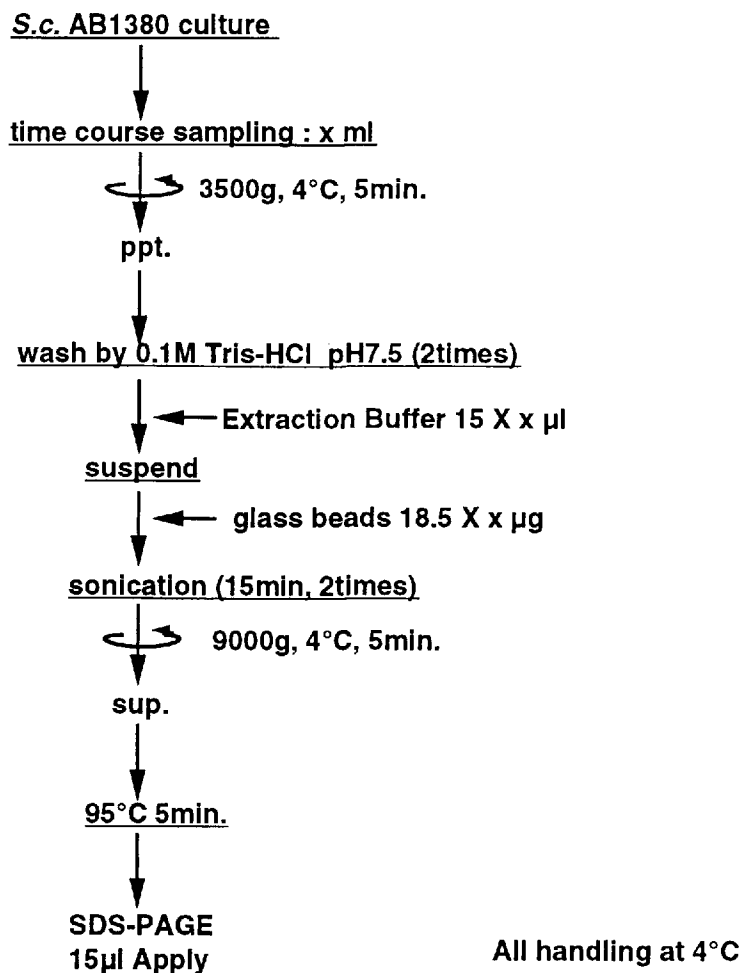 S.c. AB1380 culture
time course sampling : x ml
3500g, 4°C, 5min.
ppt.
wash by 0.1M Tris-HCl pH7.5 (2times)
Extraction Buffer 15 X x µl
suspend
glass beads 18.5 X x µg
sonication (15min, 2times)
9000g, 4°C, 5min.
sup.
95°C 5min.
SDS-PAGE
15µl Apply
All handling at 4°C